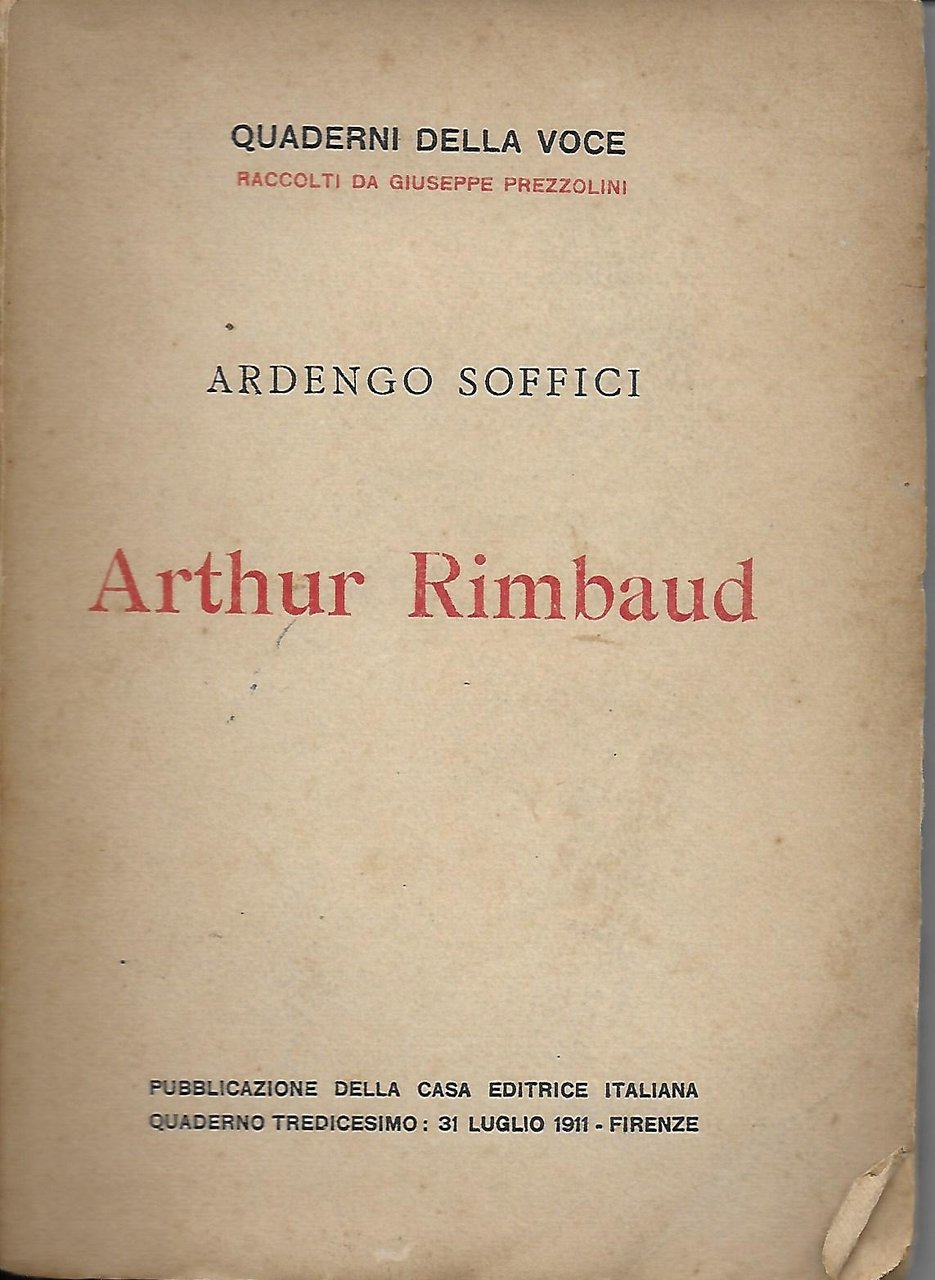 QUADERNI DELLA VOCE
RACCOLTI DA GIUSEPPE PREZZOLINI
ARDENGO SOFFICI
Arthur Rimbaud
PUBBLICAZIONE DELLA CASA EDITRICE ITALIANA
QUADERNO TREDICESIMO: 31 LUGLIO 1911 - FIRENZE